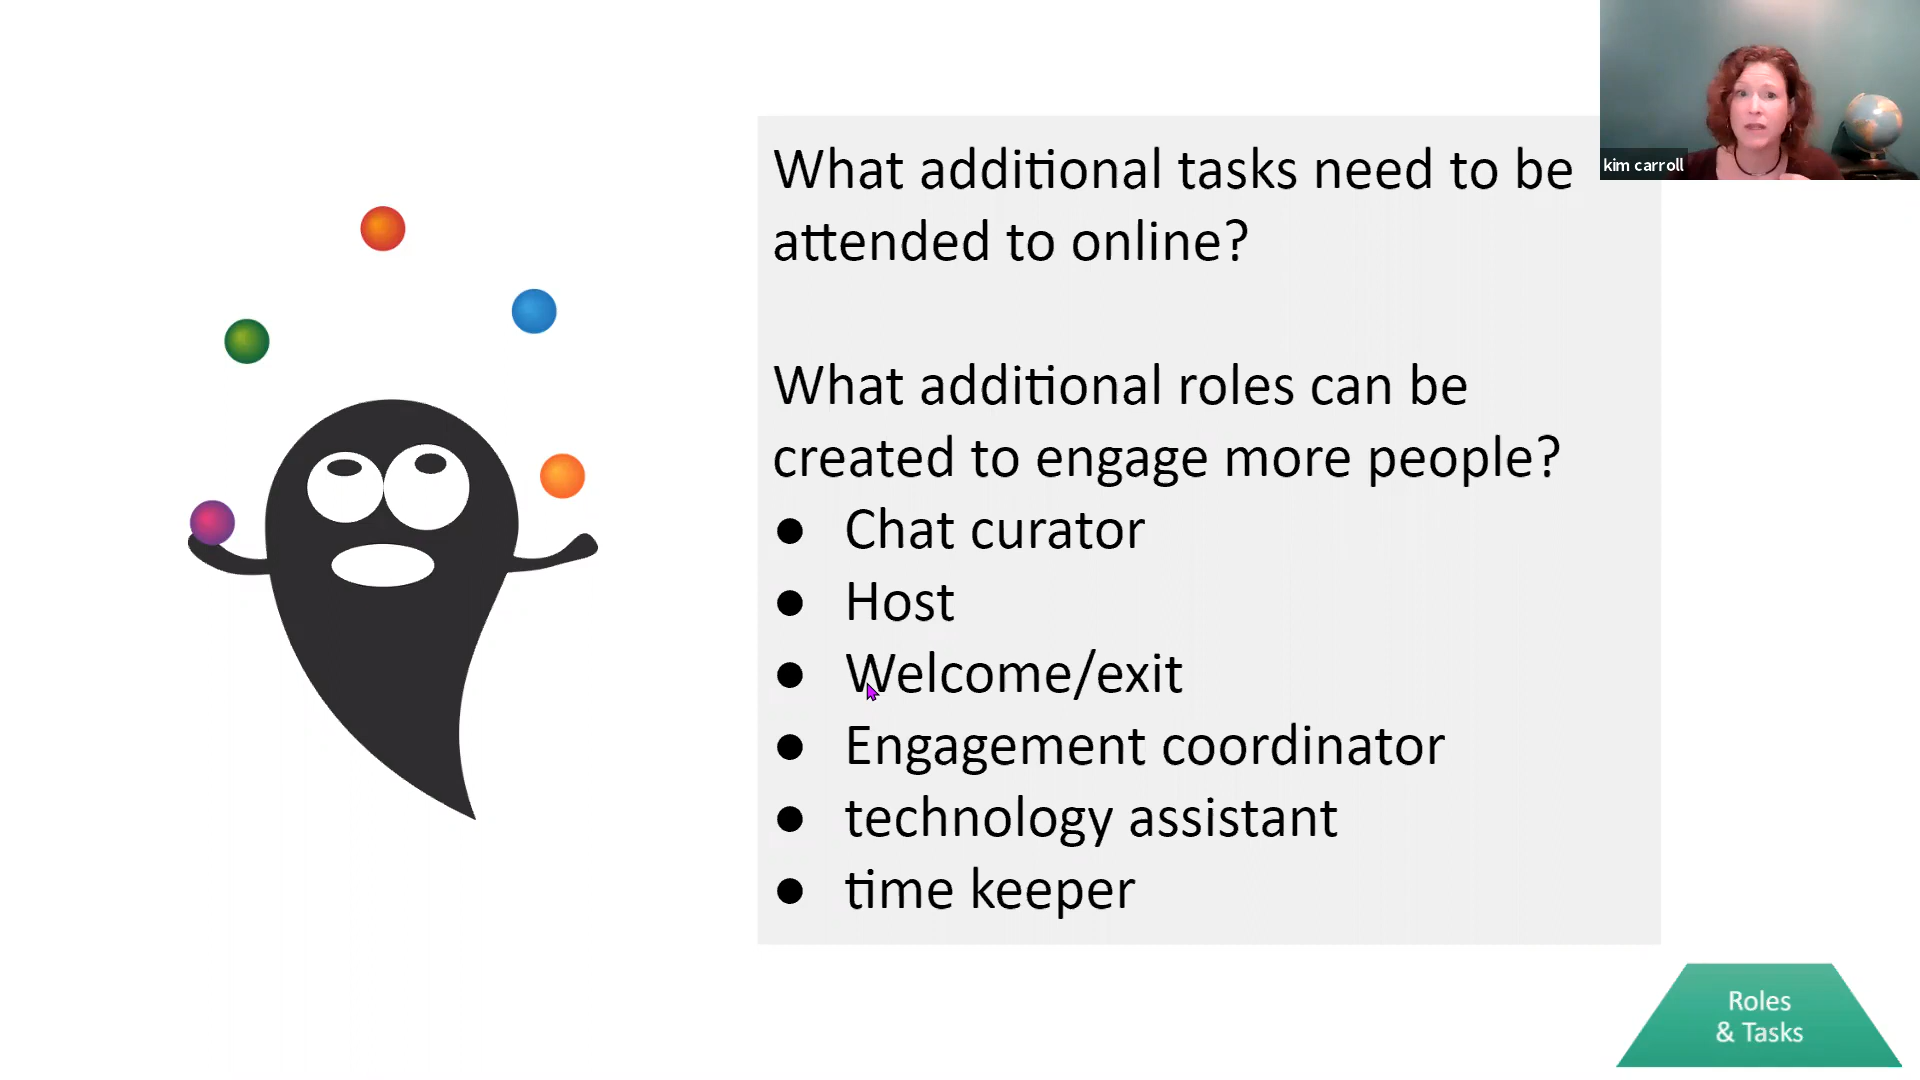 What additional tasks need to be
attended to online?
What additional roles can be
created to engage more people?
● Chat curator
● Host
● Welcome/exit
● Engagement coordinator
● technology assistant
● time keeper
kim carroll
Roles
& Tasks